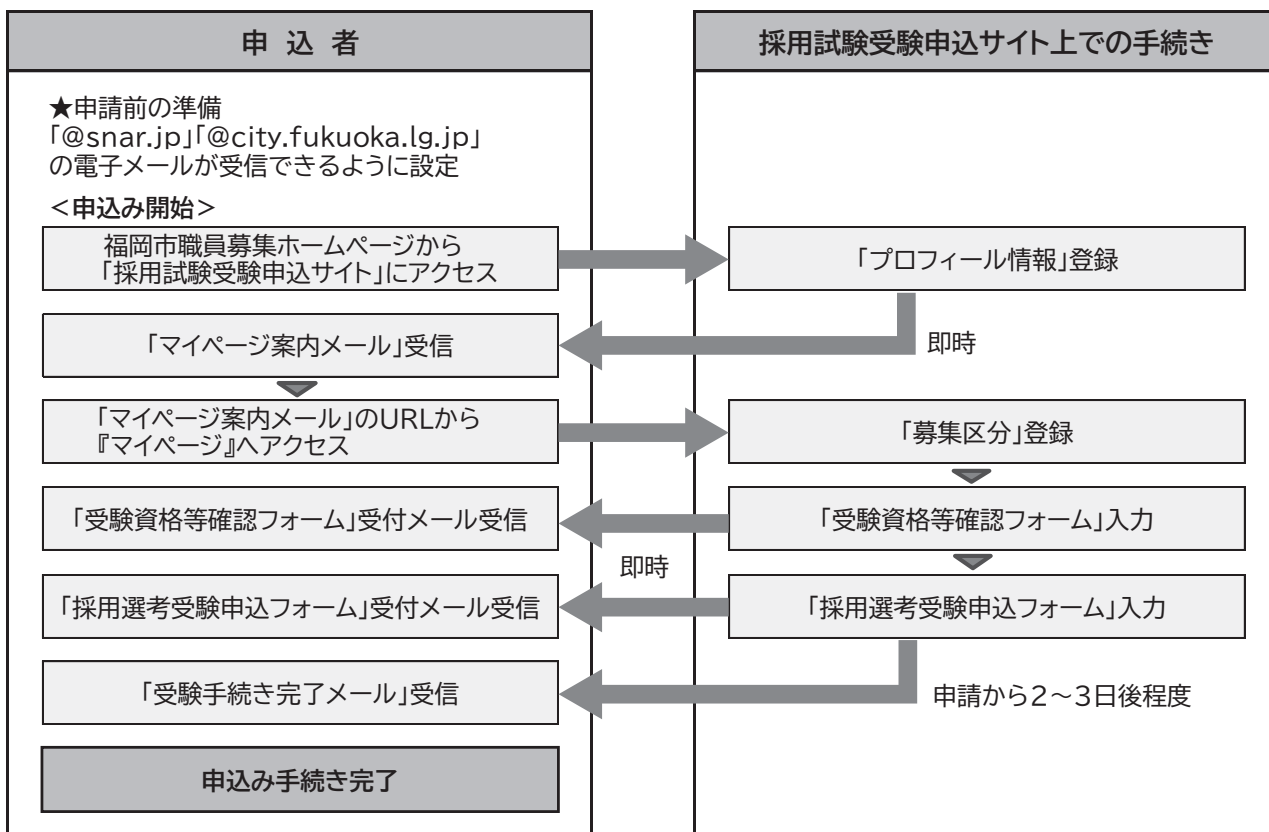 申 込 者
採用試験受験申込サイト上での手続き
★申請前の準備
「@snar.jp」「@city.fukuoka.lg.jp」
の電子メールが受信できるように設定
＜申込み開始＞
福岡市職員募集ホームページから
「採用試験受験申込サイト」にアクセス
「プロフィール情報」登録
「マイページ案内メール」受信
即時
「マイページ案内メール」のURLから
『マイページ』へアクセス
「募集区分」登録
「受験資格等確認フォーム」受付メール受信
「受験資格等確認フォーム」入力
即時
「採用選考受験申込フォーム」受付メール受信
「採用選考受験申込フォーム」入力
「受験手続き完了メール」受信
申請から2～3日後程度
申込み手続き完了